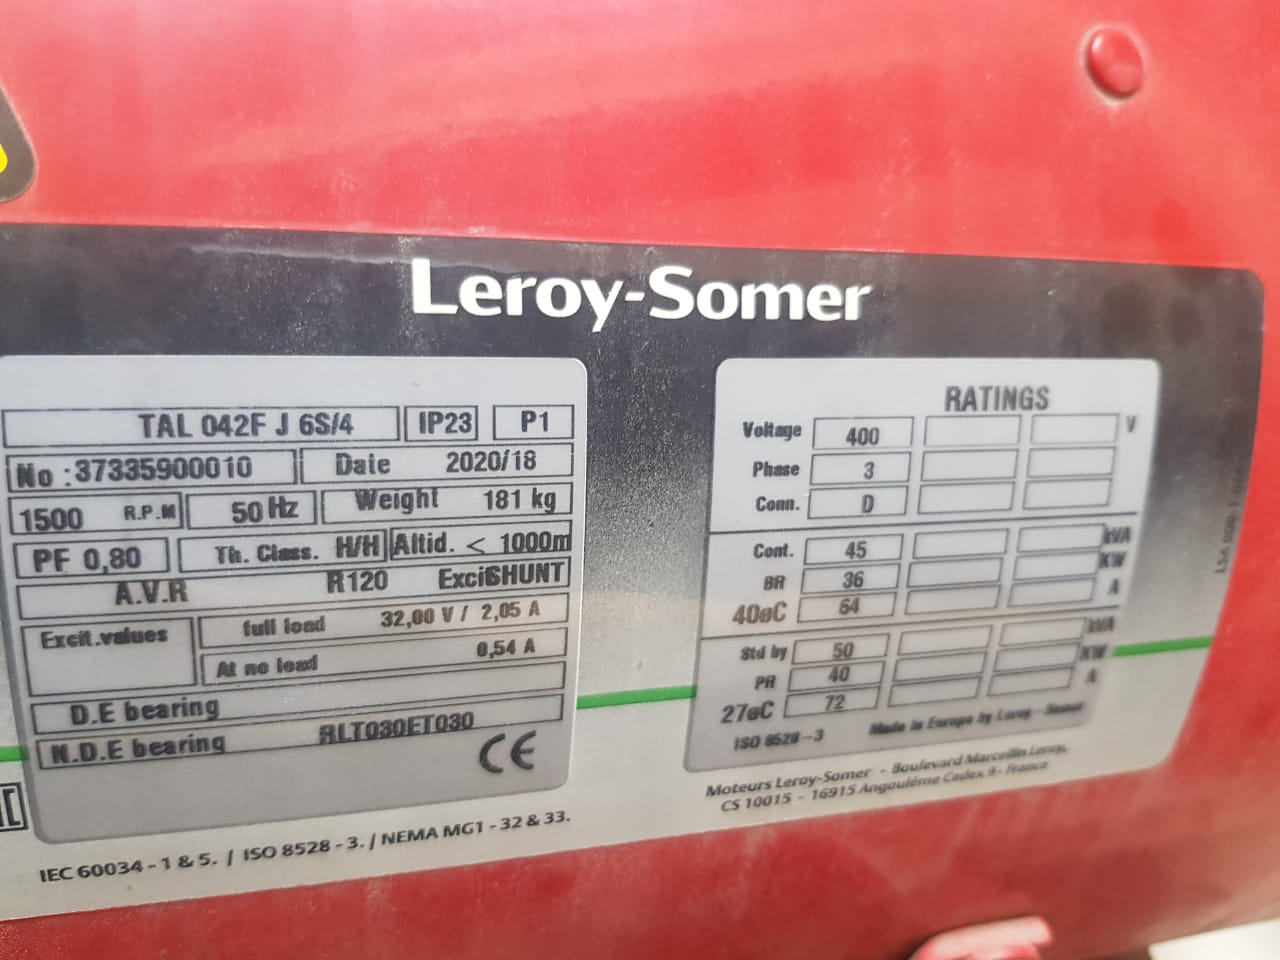 Leroy-Somer
TAL 042F J 6S/4 IP23 P1
No : 37335900010 Date 2020/18
1500 R.P.M 50 Hz Weight 181 kg
PF 0,80 Th. Class. H/H Altid. < 1000m
A.V.R R120 Excit SHUNT
Excit.values full load 32,00 V / 2,05 A
At no load 0,54 A
D.E bearing
N.D.E bearing RLT030ET030
CE
IEC 60034 - 1 & 5. / ISO 8528 - 3. / NEMA MG1 - 32 & 33.
RATINGS
Voltage 400 V
Phase 3
Conn. D
Cont. 45 kVA
BR 36 KW
40øC 64 A
Std by 50 kVA
PR 40 KW
27øC 72 A
ISO 8528 - 3 Made in Europe by Leroy - Somer
Moteurs Leroy-Somer - Boulevard Marcellin Leroy,
CS 10015 - 16915 Angoulême Cedex 9 - France